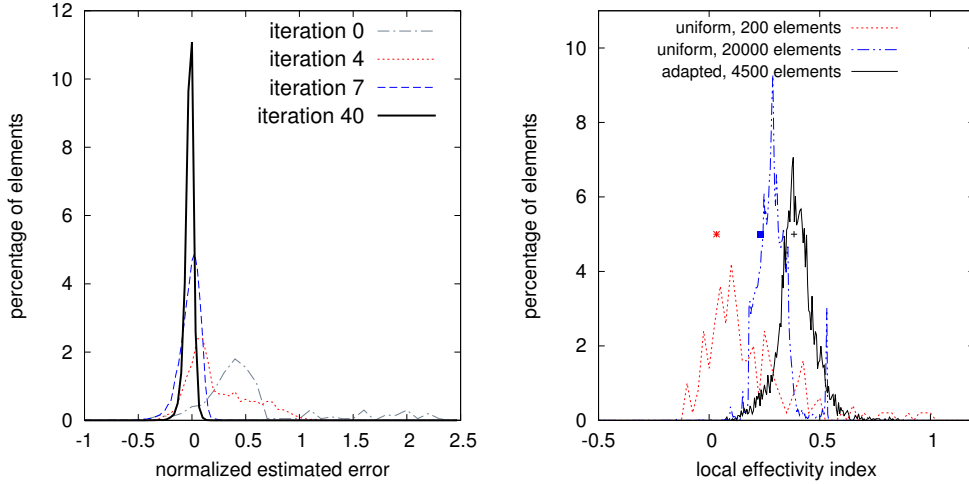 12
10
8
6
4
2
0
-1
-0.5
0
0.5
1
1.5
2
2.5
percentage of elements
normalized estimated error
iteration 0
iteration 4
iteration 7
iteration 40
10
8
6
4
2
0
-0.5
0
0.5
1
percentage of elements
local effectivity index
uniform, 200 elements
uniform, 20000 elements
adapted, 4500 elements